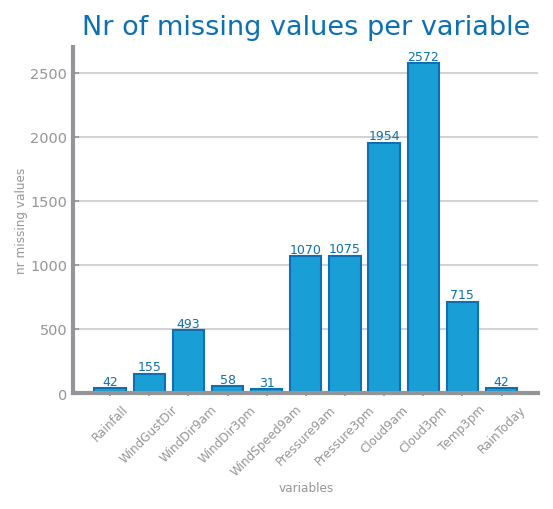 Nr of missing values per variable
nr missing values
2500
2000
1500
1000
500
0
42
155
493
58
31
1070
1075
1954
2572
715
42
Rainfall
WindGustDir
WindDir9am
WindDir3pm
WindSpeed9am
Pressure9am
Pressure3pm
Cloud9am
Cloud3pm
Temp3pm
RainToday
variables